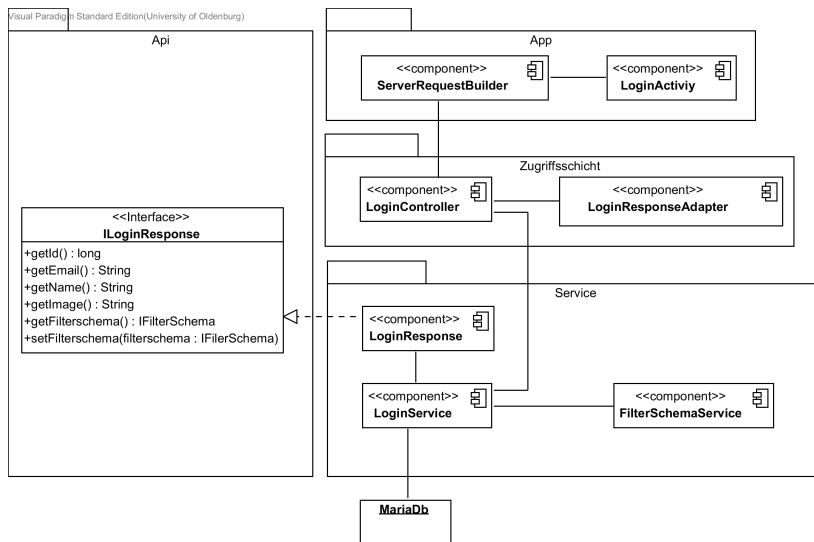 Visual Paradigm Standard Edition(University of Oldenburg)
Api
<<Interface>>
ILoginResponse
+getId() : long
+getEmail() : String
+getName() : String
+getImage() : String
+getFilterschema() : IFilterSchema
+setFilterschema(filterschema : IFilerSchema)
App
<<component>>
ServerRequestBuilder
<<component>>
LoginActiviy
Zugriffsschicht
<<component>>
LoginController
<<component>>
LoginResponseAdapter
Service
<<component>>
LoginResponse
<<component>>
LoginService
<<component>>
FilterSchemaService
MariaDb